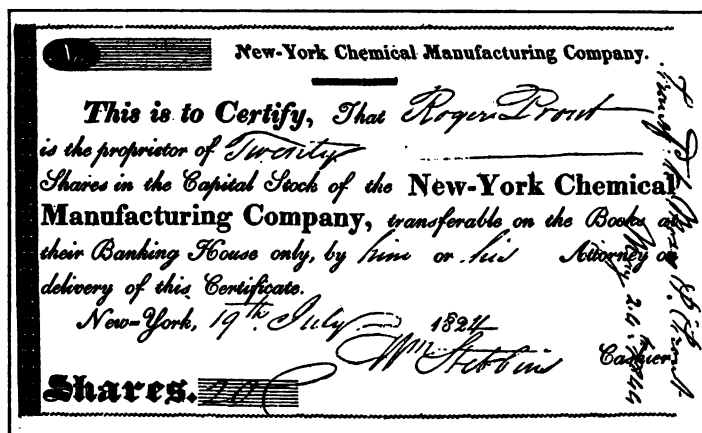 1
New-York Chemical Manufacturing Company.
This is to Certify, That Roger Prout
is the proprietor of Twenty
Shares in the Capital Stock of the New-York Chemical
Manufacturing Company, transferable on the Books at
their Banking House only, by him or his Attorney on
delivery of this Certificate.
New-York, 19th July 1824
Wm Stebbins Cashier
Shares. 20
May 24th 1844